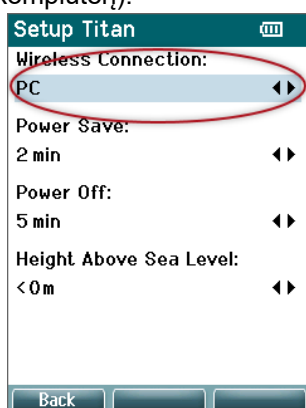 Setup Titan
Wireless Connection:
PC
Power Save:
2 min
Power Off:
5 min
Height Above Sea Level:
<0m
Back